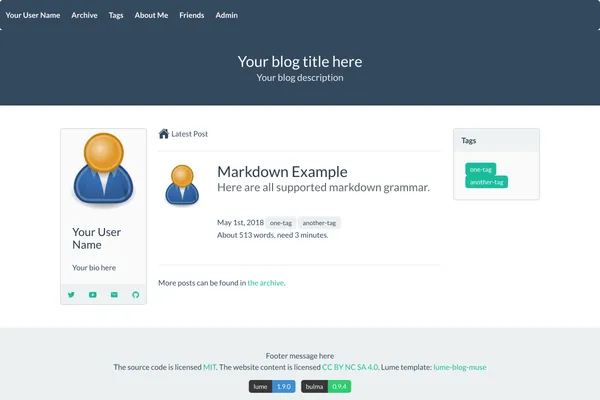 Your User Name Archive Tags About Me Friends Admin
Your blog title here
Your blog description
Latest Post
Your User
Name
Your bio here
Markdown Example
Here are all supported markdown grammar.
May 1st, 2018 one-tag another-tag
About 513 words, need 3 minutes.
More posts can be found in the archive.
Tags
one-tag
another-tag
Footer message here
The source code is licensed MIT. The website content is licensed CC BY NC SA 4.0. Lume template: lume-blog-muse
lume 1.9.0 bulma 0.9.4